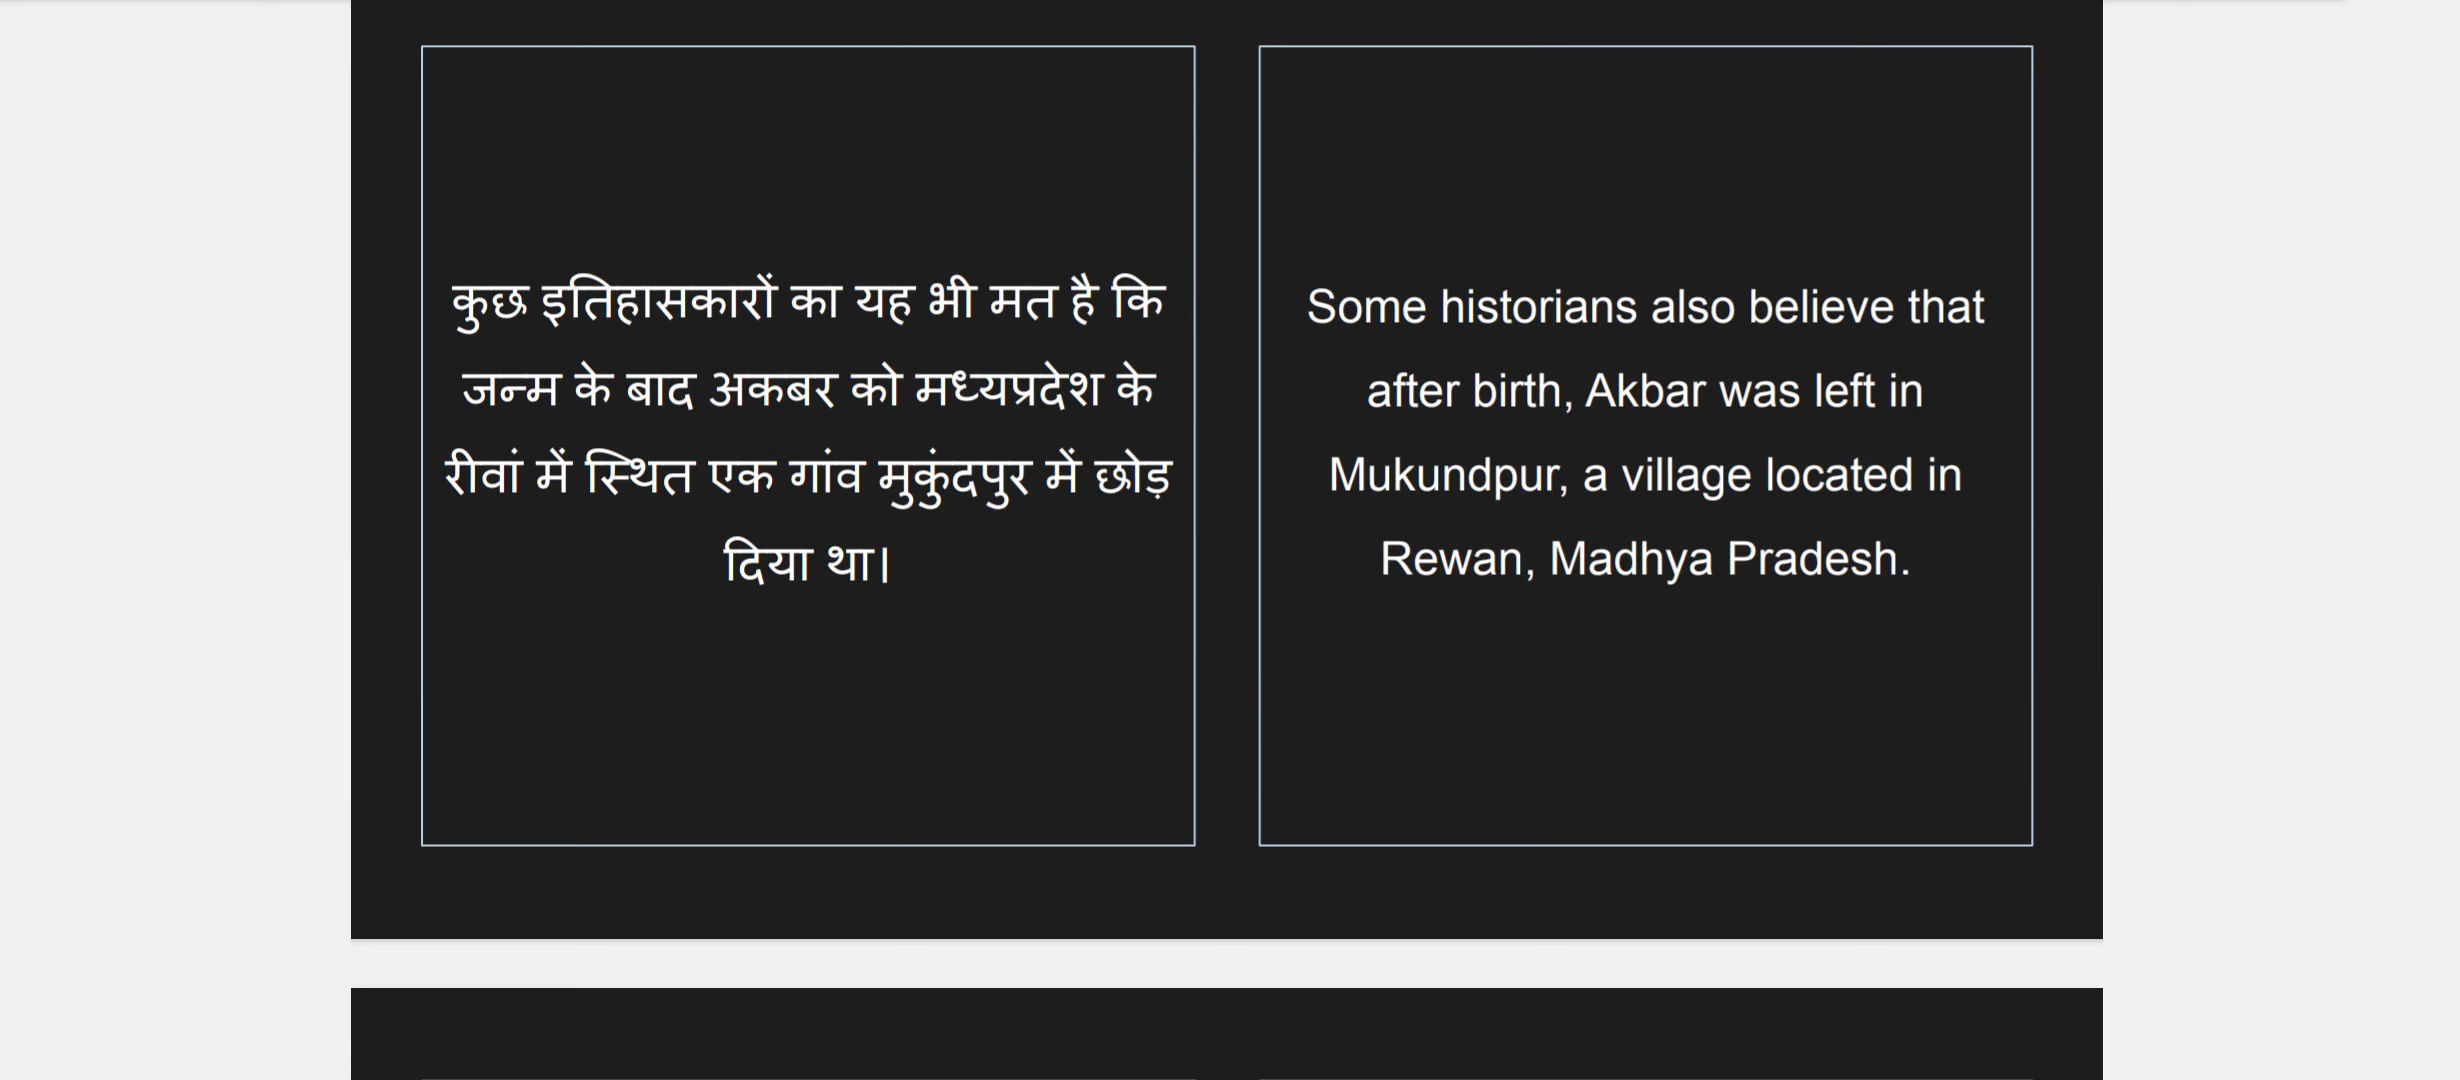 कुछ इतिहासकारों का यह भी मत है कि
जन्म के बाद अकबर को मध्यप्रदेश के
रीवां में स्थित एक गांव मुकुंदपुर में छोड़
दिया था।
Some historians also believe that
after birth, Akbar was left in
Mukundpur, a village located in
Rewan, Madhya Pradesh.